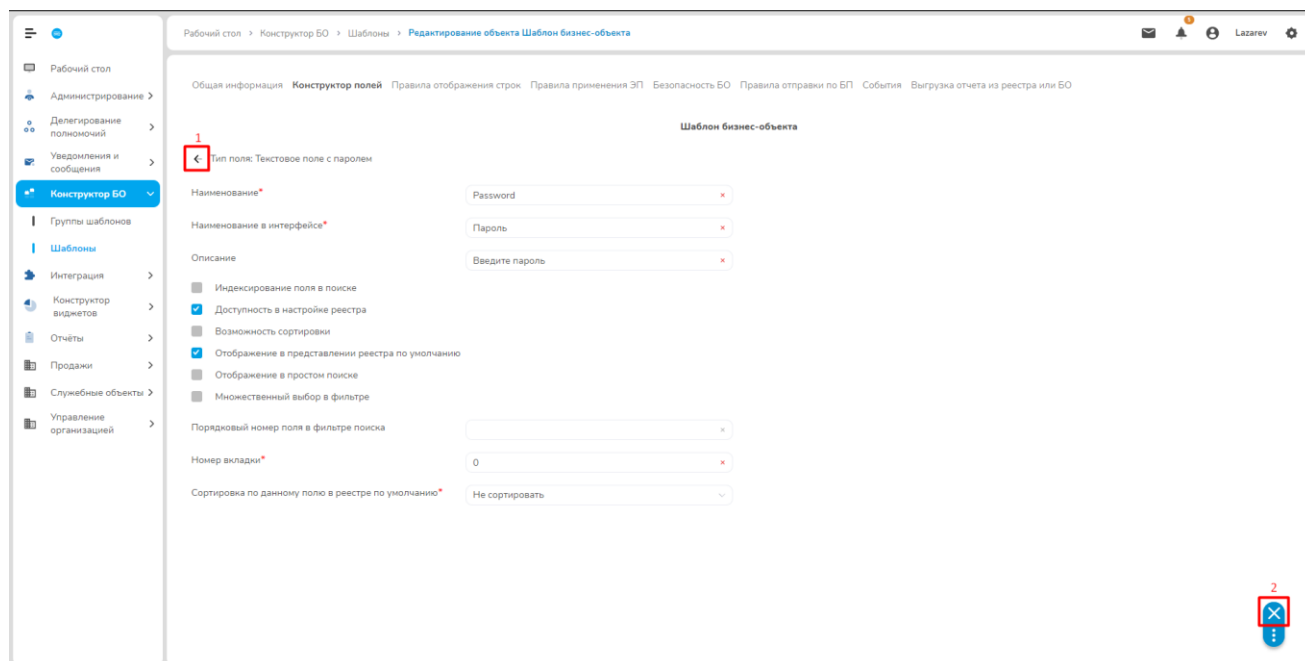 Рабочий стол > Конструктор БО > Шаблоны > Редактирование объекта Шаблон бизнес-объекта
1
Lazarev
Рабочий стол
Администрирование
Делегирование
полномочий
Уведомления и
сообщения
Конструктор БО
Группы шаблонов
Шаблоны
Интеграция
Конструктор
виджетов
Отчёты
Продажи
Служебные объекты
Управление
организацией
Общая информация Конструктор полей Правила отображения строк Правила применения ЭП Безопасность БО Правила отправки по БП События Выгрузка отчета из реестра или БО
Шаблон бизнес-объекта
1
Тип поля: Текстовое поле с паролем
Наименование* Password
Наименование в интерфейсе* Пароль
Описание Введите пароль
Индексирование поля в поиске
Доступность в настройке реестра
Возможность сортировки
Отображение в представлении реестра по умолчанию
Отображение в простом поиске
Множественный выбор в фильтре
Порядковый номер поля в фильтре поиска
Номер вкладки* 0
Сортировка по данному полю в реестре по умолчанию* Не сортировать
2